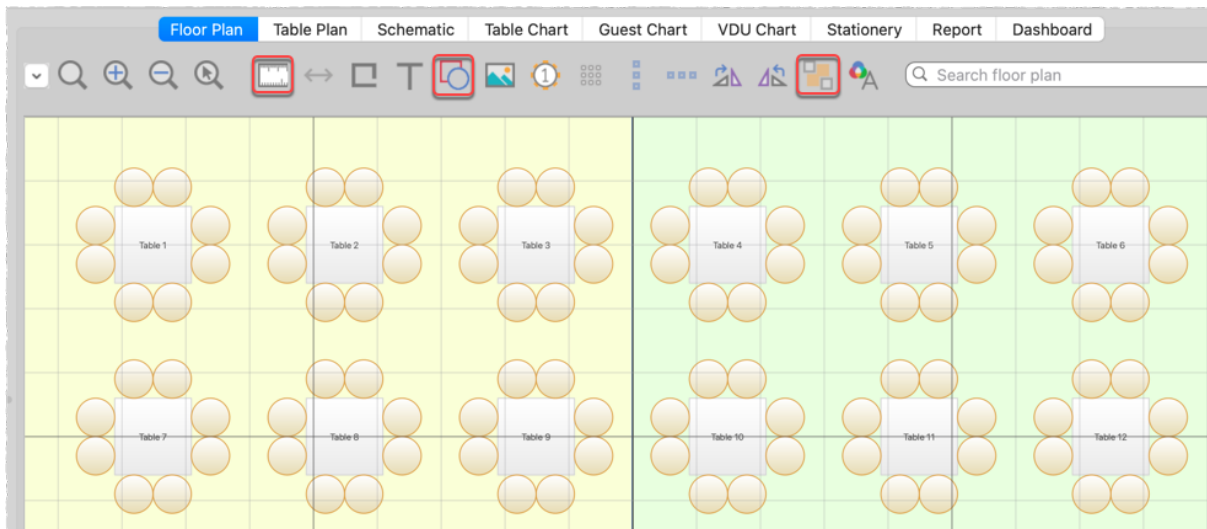 Floor Plan Table Plan Schematic Table Chart Guest Chart VDU Chart Stationery Report Dashboard
T 1 A Search floor plan
Table 1 Table 2 Table 3 Table 4 Table 5 Table 6
Table 7 Table 8 Table 9 Table 10 Table 11 Table 12